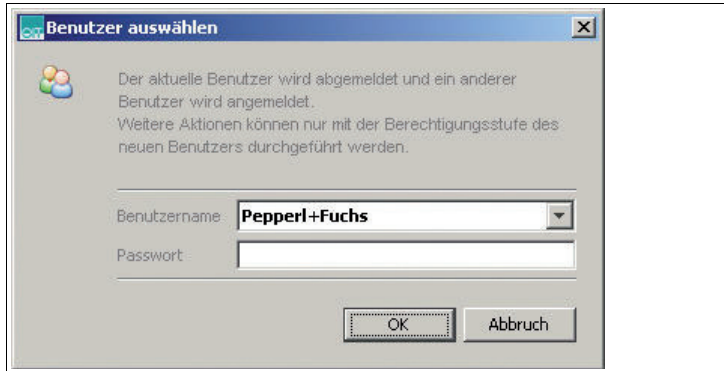 Benutzer auswählen
Der aktuelle Benutzer wird abgemeldet und ein anderer
Benutzer wird angemeldet.
Weitere Aktionen können nur mit der Berechtigungsstufe des
neuen Benutzers durchgeführt werden.
Benutzername Pepperl+Fuchs
Passwort
OK Abbruch